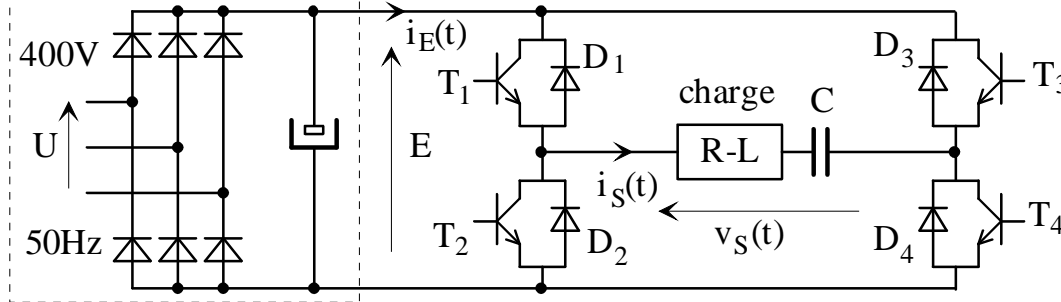 400V
U
50Hz
i_E(t)
E
T_1
D_1
T_2
D_2
charge
R-L
C
i_S(t)
v_S(t)
D_3
T_3
D_4
T_4